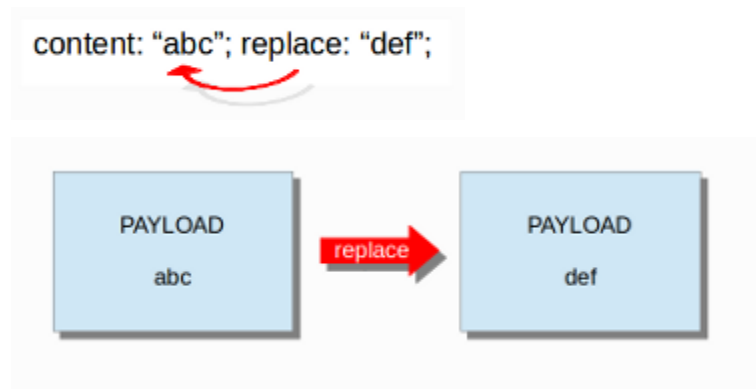 content: “abc”; replace: “def”;
PAYLOAD
abc
replace
PAYLOAD
def